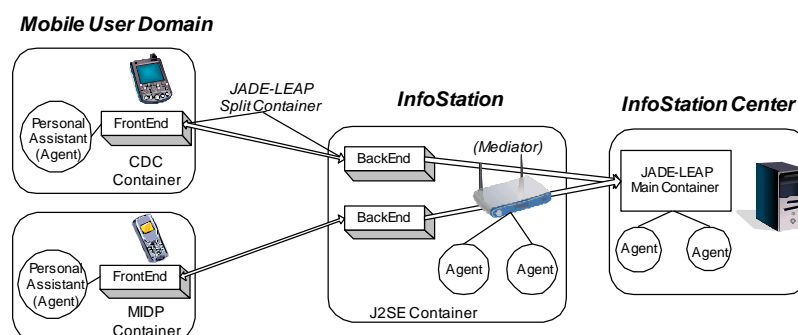 Mobile User Domain
Personal
Assistant
(Agent)
FrontEnd
CDC
Container
Personal
Assistant
(Agent)
FrontEnd
MIDP
Container
JADE-LEAP
Split Container
InfoStation
BackEnd
(Mediator)
BackEnd
Agent
Agent
J2SE Container
InfoStation Center
JADE-LEAP
Main Container
Agent
Agent